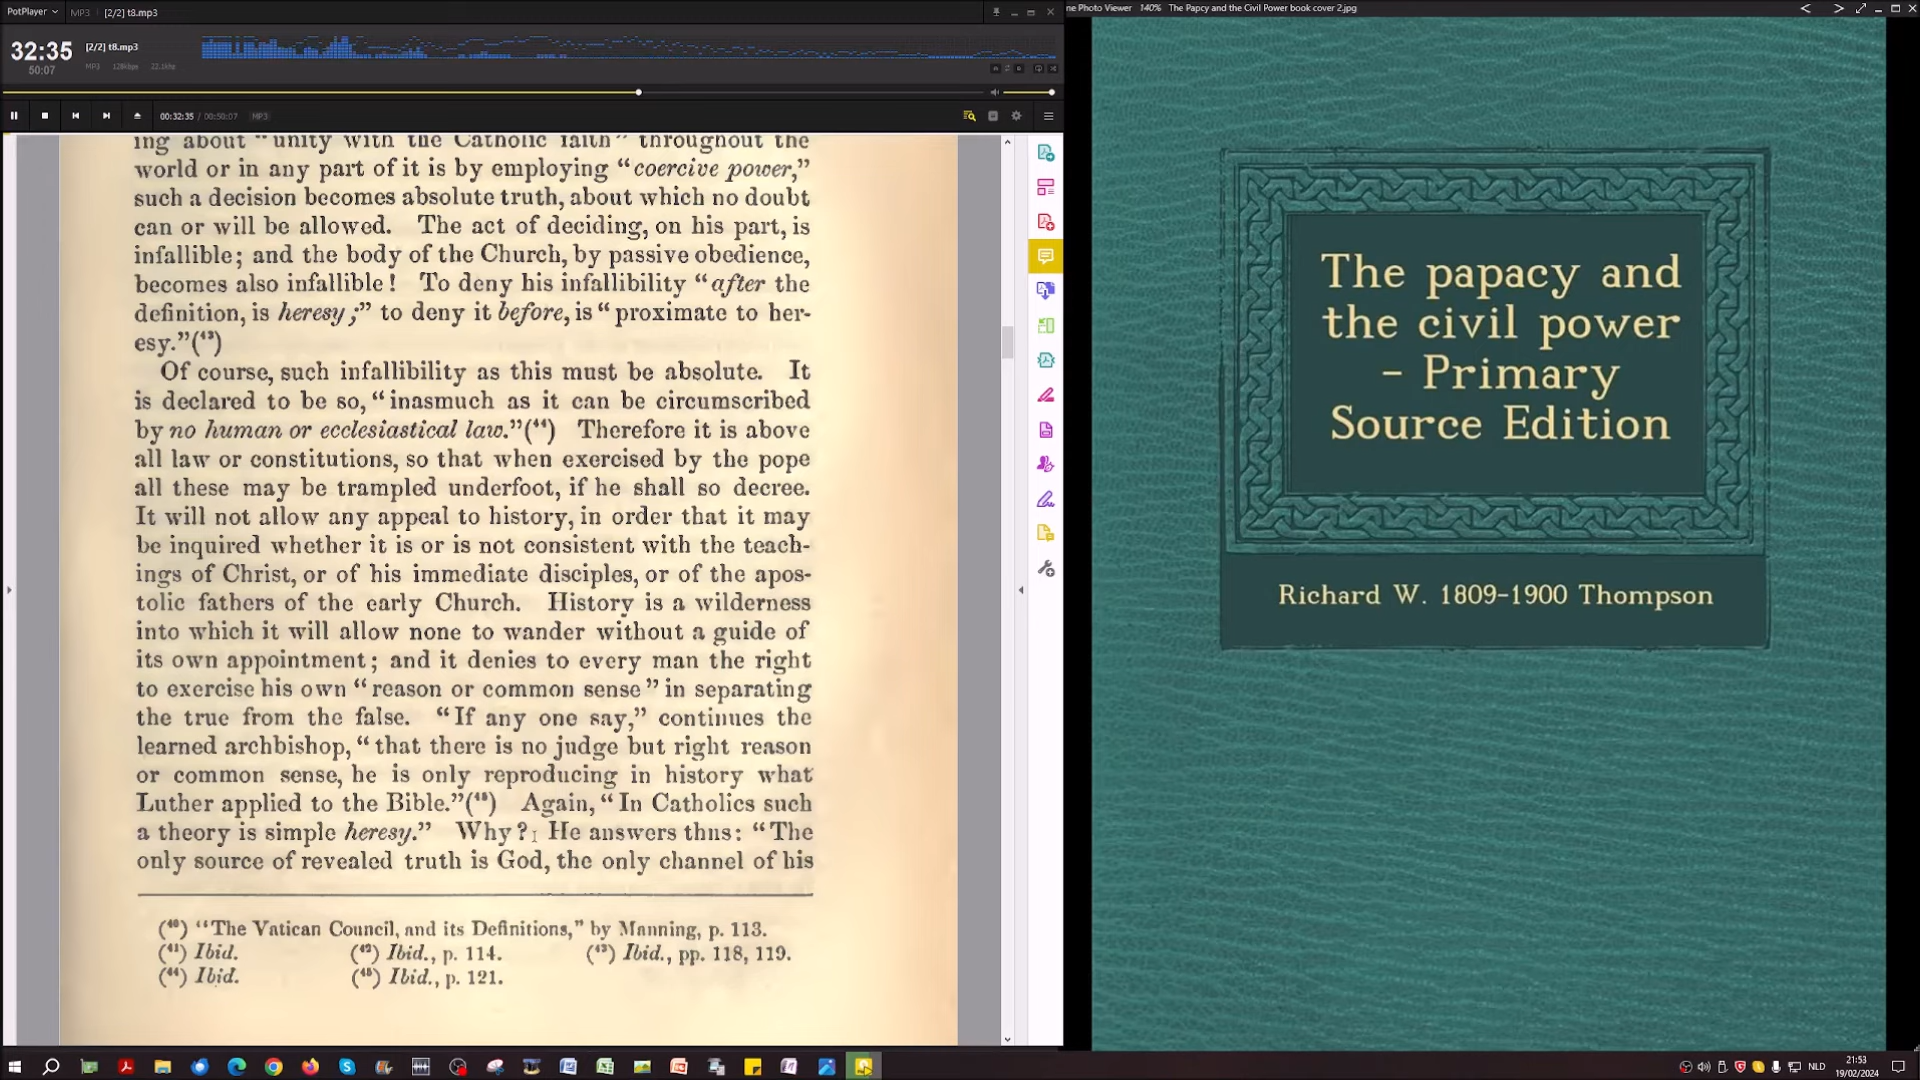 PotPlayer
MP3
[2/2] t8.mp3
32:35
50:07
[2/2] t8.mp3
MP3 128kbps 22.1khz
00:32:35 / 00:50:07 MP3
ing about “unity with the Catholic faith” throughout the
world or in any part of it is by employing “coercive power,”
such a decision becomes absolute truth, about which no doubt
can or will be allowed. The act of deciding, on his part, is
infallible; and the body of the Church, by passive obedience,
becomes also infallible! To deny his infallibility “after the
definition, is heresy;” to deny it before, is “proximate to her-
esy.”(⁴³)
Of course, such infallibility as this must be absolute. It
is declared to be so, “inasmuch as it can be circumscribed
by no human or ecclesiastical law.”(⁴⁴) Therefore it is above
all law or constitutions, so that when exercised by the pope
all these may be trampled underfoot, if he shall so decree.
It will not allow any appeal to history, in order that it may
be inquired whether it is or is not consistent with the teach-
ings of Christ, or of his immediate disciples, or of the apos-
tolic fathers of the early Church. History is a wilderness
into which it will allow none to wander without a guide of
its own appointment; and it denies to every man the right
to exercise his own “reason or common sense” in separating
the true from the false. “If any one say,” continues the
learned archbishop, “that there is no judge but right reason
or common sense, he is only reproducing in history what
Luther applied to the Bible.”(⁴⁵) Again, “In Catholics such
a theory is simple heresy.” Why? He answers thus: “The
only source of revealed truth is God, the only channel of his
(⁴⁰) “The Vatican Council, and its Definitions,” by Manning, p. 113.
(⁴¹) Ibid. (⁴²) Ibid., p. 114. (⁴³) Ibid., pp. 118, 119.
(⁴⁴) Ibid. (⁴⁵) Ibid., p. 121.
ne Photo Viewer 140% The Papcy and the Civil Power book cover 2.jpg
The papacy and
the civil power
- Primary
Source Edition
Richard W. 1809-1900 Thompson
NLD
21:53
19/02/2024